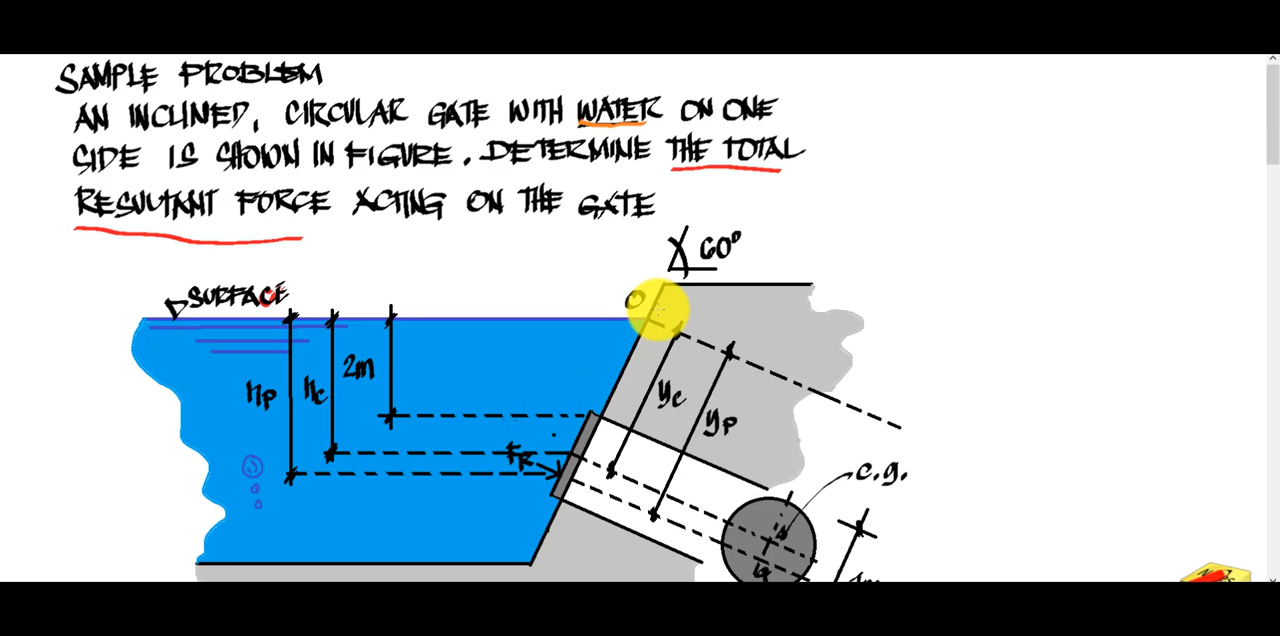 SAMPLE PROBLEM
AN INCLINED, CIRCULAR GATE WITH WATER ON ONE
SIDE IS SHOWN IN FIGURE. DETERMINE THE TOTAL
RESULTANT FORCE ACTING ON THE GATE
60°
SURFACE
O
2m
hp
hc
yc
yp
FR
c.g.